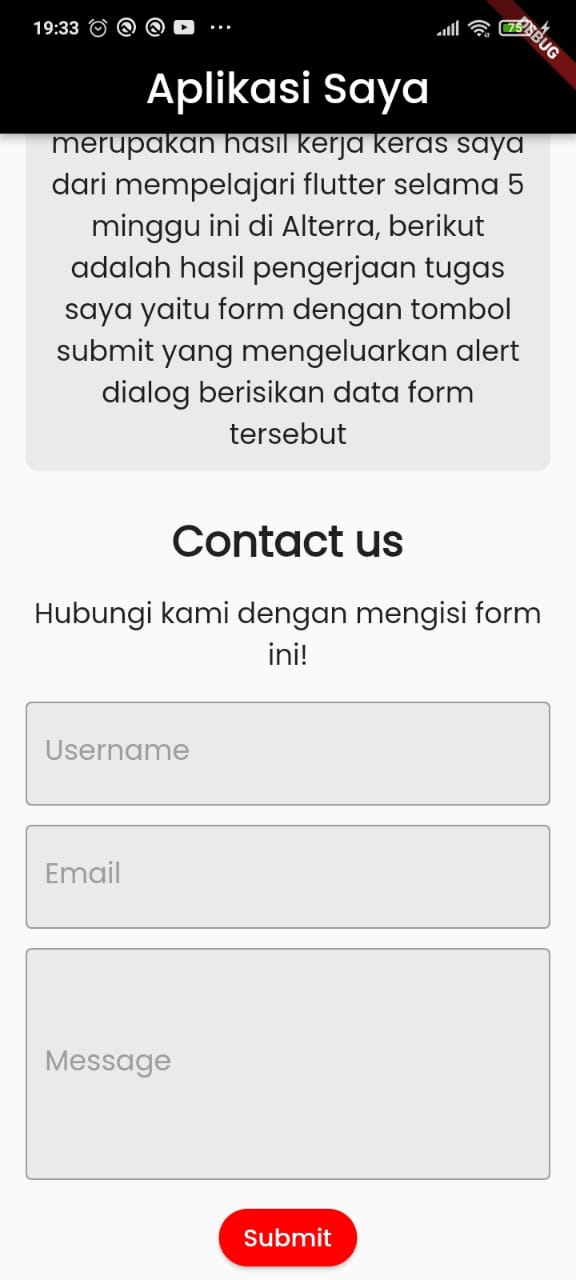 19:33
75
DEBUG
Aplikasi Saya
merupakan hasil kerja keras saya
dari mempelajari flutter selama 5
minggu ini di Alterra, berikut
adalah hasil pengerjaan tugas
saya yaitu form dengan tombol
submit yang mengeluarkan alert
dialog berisikan data form
tersebut
Contact us
Hubungi kami dengan mengisi form
ini!
Username
Email
Message
Submit